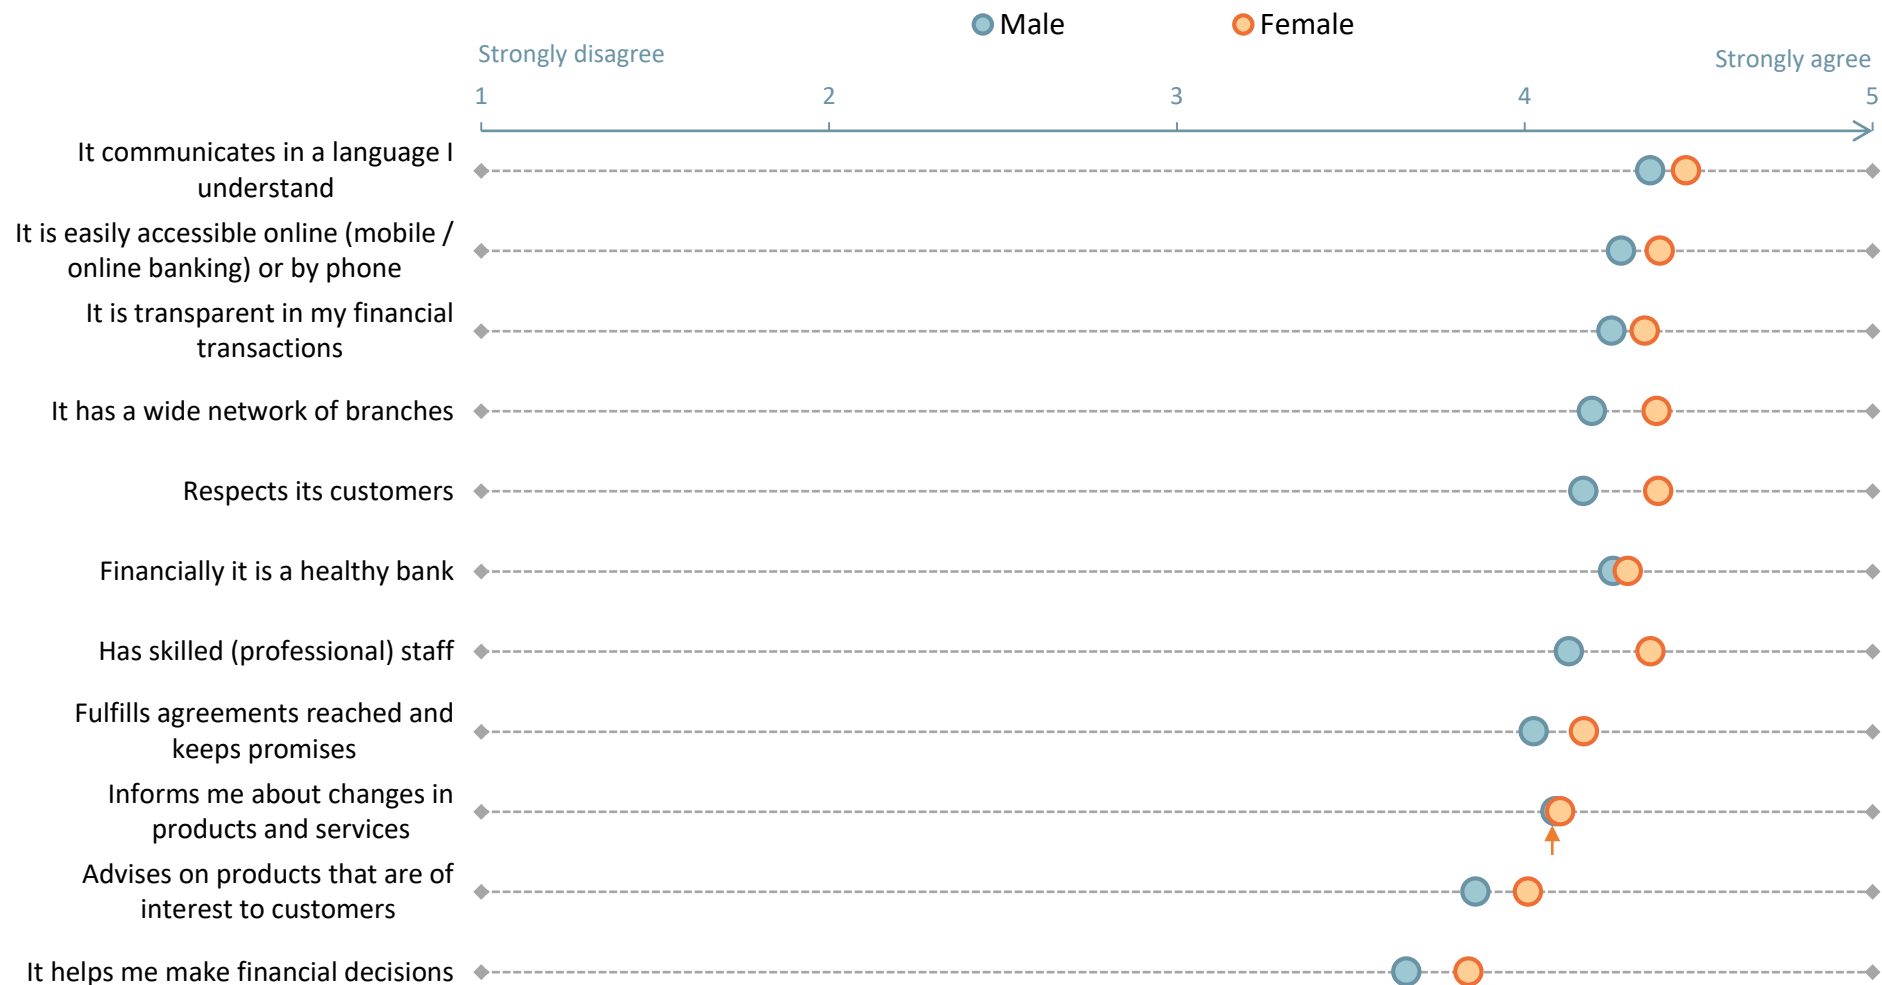 Male
Female
Strongly disagree
Strongly agree
1 2 3 4 5
It communicates in a language I
understand
It is easily accessible online (mobile /
online banking) or by phone
It is transparent in my financial
transactions
It has a wide network of branches
Respects its customers
Financially it is a healthy bank
Has skilled (professional) staff
Fulfills agreements reached and
keeps promises
Informs me about changes in
products and services
Advises on products that are of
interest to customers
It helps me make financial decisions